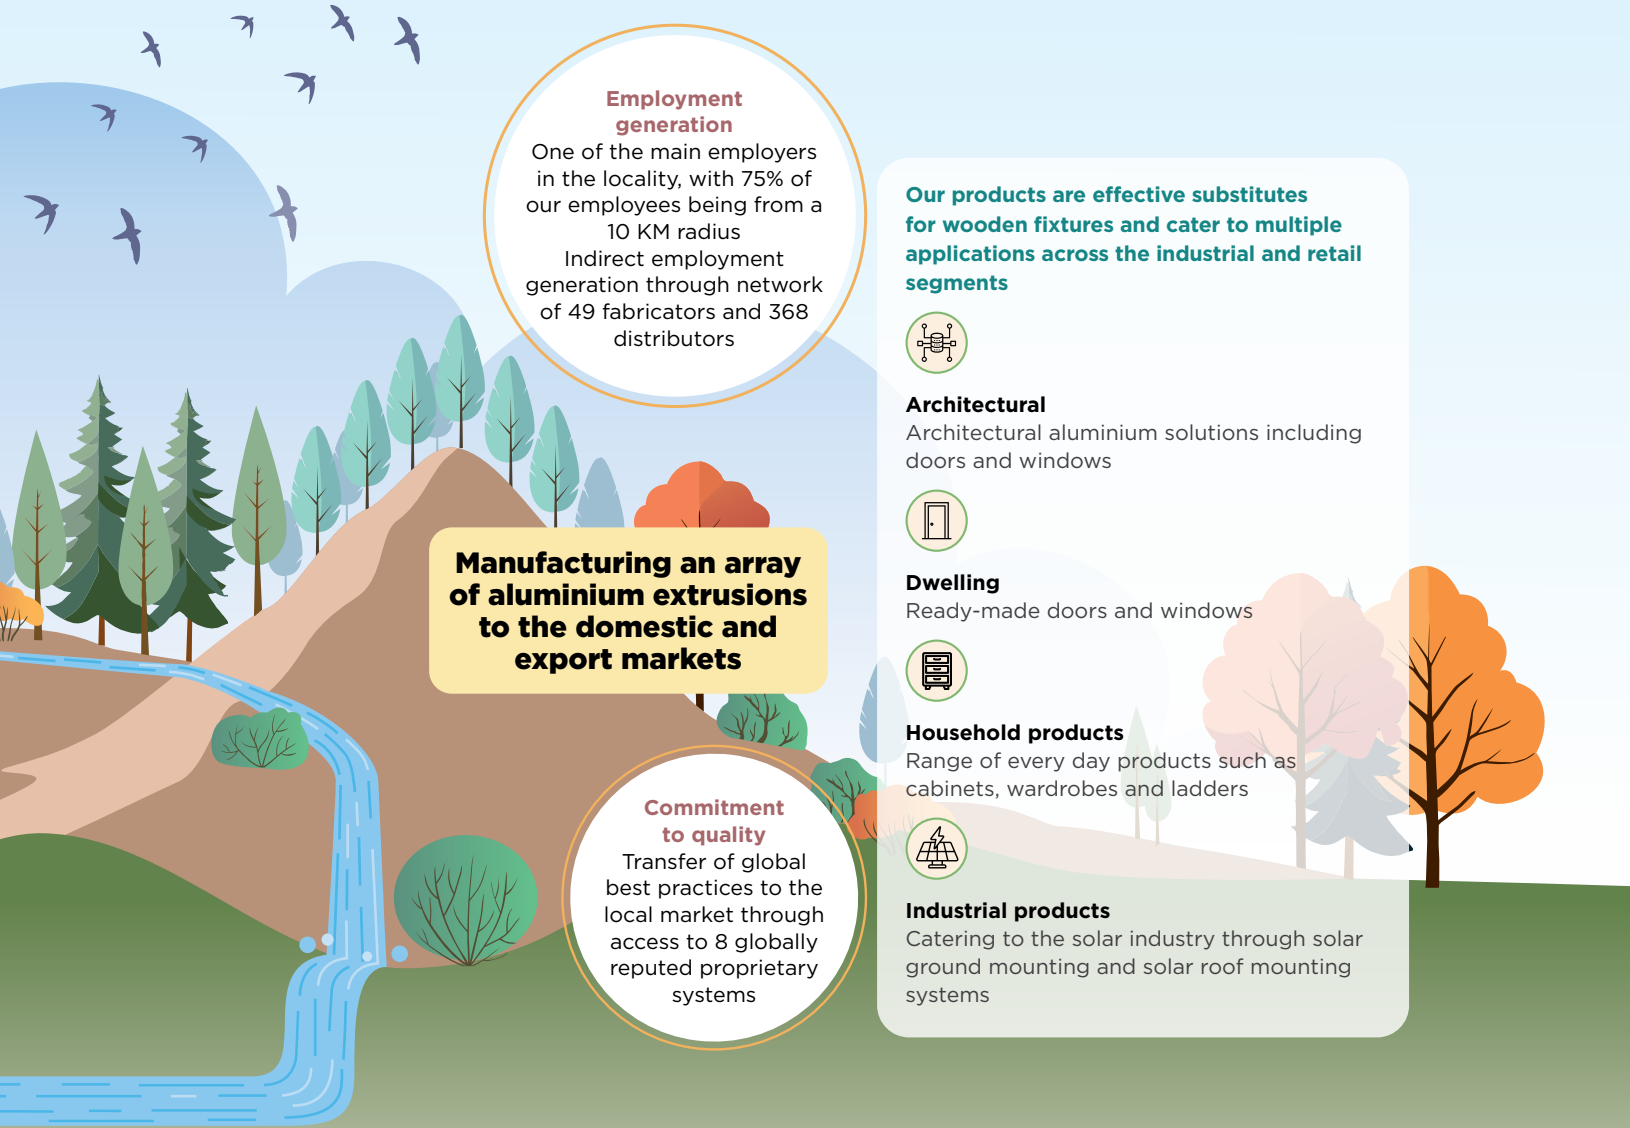 Employment
generation
One of the main employers
in the locality, with 75% of
our employees being from a
10 KM radius
Indirect employment
generation through network
of 49 fabricators and 368
distributors
Manufacturing an array
of aluminium extrusions
to the domestic and
export markets
Commitment
to quality
Transfer of global
best practices to the
local market through
access to 8 globally
reputed proprietary
systems
Our products are effective substitutes
for wooden fixtures and cater to multiple
applications across the industrial and retail
segments
Architectural
Architectural aluminium solutions including
doors and windows
Dwelling
Ready-made doors and windows
Household products
Range of every day products such as
cabinets, wardrobes and ladders
Industrial products
Catering to the solar industry through solar
ground mounting and solar roof mounting
systems